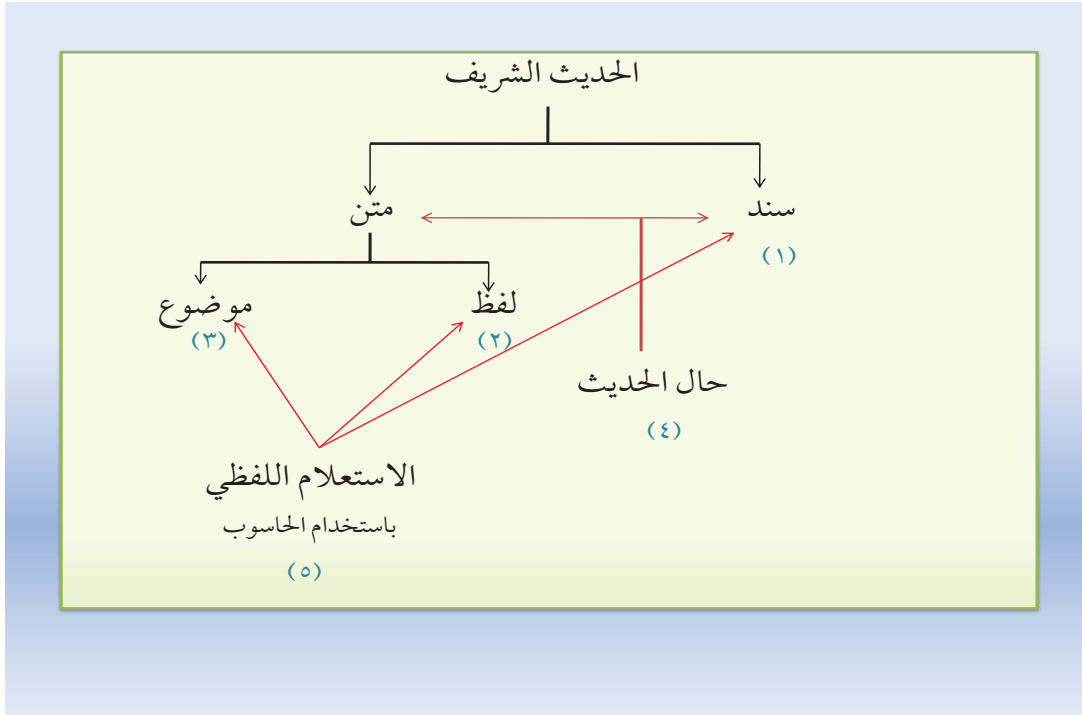 الحديث الشريف
سند
متن
(١)
لفظ
موضوع
(٢)
(٣)
حال الحديث
(٤)
الاستعلام اللفظي
باستخدام الحاسوب
(٥)